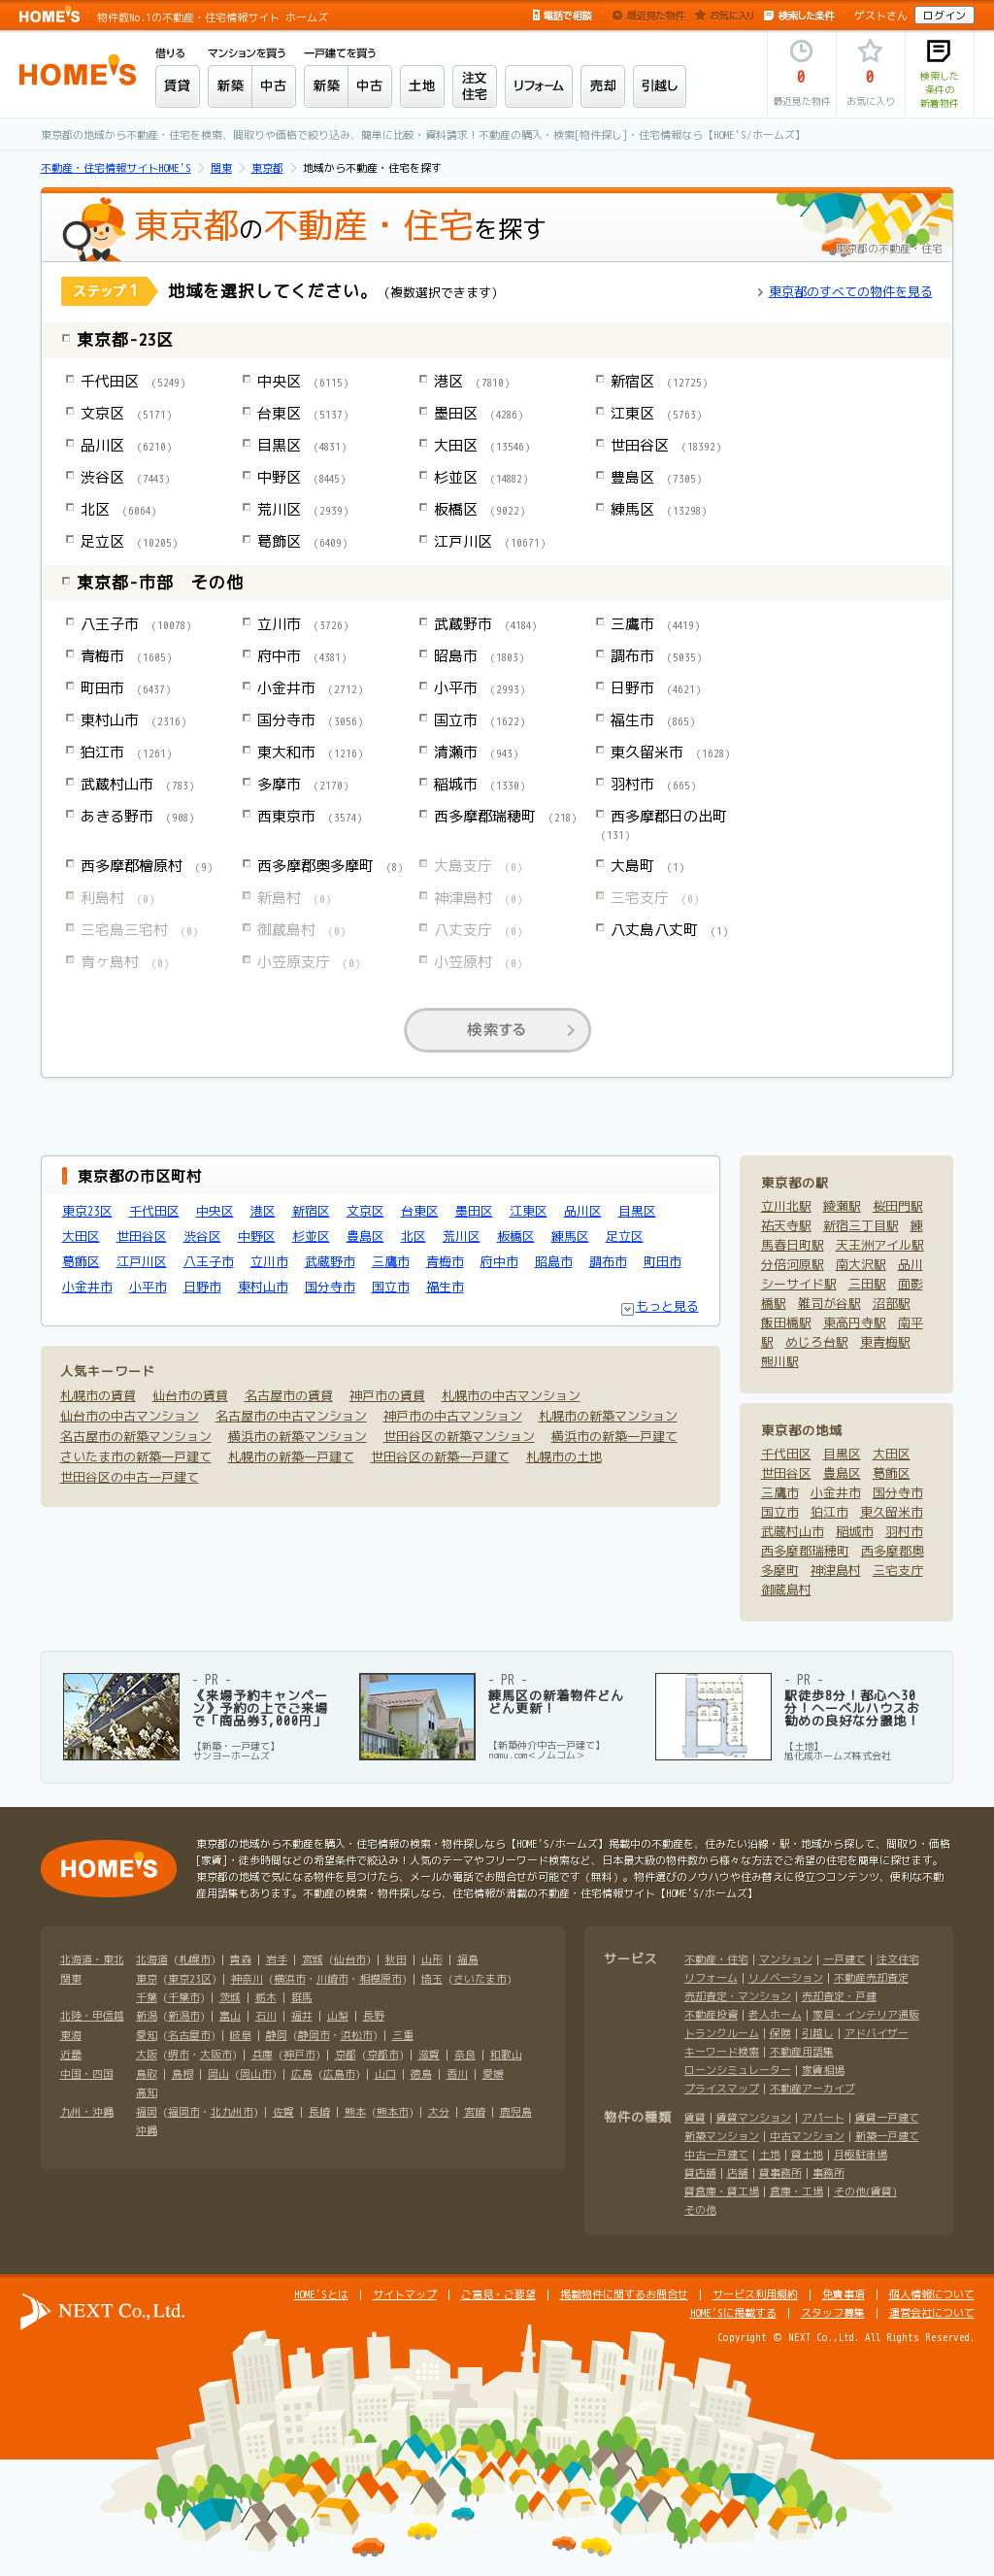 HOME'S 物件数No.1の不動産・住宅情報サイト ホームズ 電話で相談 最近見た物件 お気に入り 検索した条件 ゲストさん ログイン
HOME'S
借りる マンションを買う 一戸建てを買う
賃貸 新築 中古 新築 中古 土地 注文住宅 リフォーム 売却 引越し
0 最近見た物件
0 お気に入り
検索した条件の新着物件
東京都の地域から不動産・住宅を検索、間取りや価格で絞り込み、簡単に比較・資料請求!不動産の購入・検索[物件探し]・住宅情報なら【HOME'S/ホームズ】
不動産・住宅情報サイトHOME'S 関東 東京都 地域から不動産・住宅を探す
東京都の不動産・住宅を探す
東京都の不動産・住宅
ステップ1 地域を選択してください。(複数選択できます) 東京都のすべての物件を見る
東京都-23区
千代田区 (5249) 中央区 (6115) 港区 (7810) 新宿区 (12725)
文京区 (5171) 台東区 (5137) 墨田区 (4286) 江東区 (5763)
品川区 (6210) 目黒区 (4831) 大田区 (13546) 世田谷区 (18392)
渋谷区 (7443) 中野区 (8445) 杉並区 (14882) 豊島区 (7305)
北区 (6064) 荒川区 (2939) 板橋区 (9022) 練馬区 (13298)
足立区 (10205) 葛飾区 (6409) 江戸川区 (10671)
東京都-市部 その他
八王子市 (10078) 立川市 (3726) 武蔵野市 (4184) 三鷹市 (4419)
青梅市 (1605) 府中市 (4381) 昭島市 (1803) 調布市 (5035)
町田市 (6437) 小金井市 (2712) 小平市 (2993) 日野市 (4621)
東村山市 (2316) 国分寺市 (3056) 国立市 (1622) 福生市 (865)
狛江市 (1261) 東大和市 (1216) 清瀬市 (943) 東久留米市 (1628)
武蔵村山市 (783) 多摩市 (2170) 稲城市 (1330) 羽村市 (665)
あきる野市 (908) 西東京市 (3574) 西多摩郡瑞穂町 (218) 西多摩郡日の出町
(131)
西多摩郡檜原村 (9) 西多摩郡奥多摩町 (8) 大島支庁 (0) 大島町 (1)
利島村 (0) 新島村 (0) 神津島村 (0) 三宅支庁 (0)
三宅島三宅村 (0) 御蔵島村 (0) 八丈支庁 (0) 八丈島八丈町 (1)
青ヶ島村 (0) 小笠原支庁 (0) 小笠原村 (0)
検索する
東京都の市区町村
東京23区 千代田区 中央区 港区 新宿区 文京区 台東区 墨田区 江東区 品川区 目黒区
大田区 世田谷区 渋谷区 中野区 杉並区 豊島区 北区 荒川区 板橋区 練馬区 足立区
葛飾区 江戸川区 八王子市 立川市 武蔵野市 三鷹市 青梅市 府中市 昭島市 調布市 町田市
小金井市 小平市 日野市 東村山市 国分寺市 国立市 福生市
もっと見る
人気キーワード
札幌市の賃貸 仙台市の賃貸 名古屋市の賃貸 神戸市の賃貸 札幌市の中古マンション
仙台市の中古マンション 名古屋市の中古マンション 神戸市の中古マンション 札幌市の新築マンション
名古屋市の新築マンション 横浜市の新築マンション 世田谷区の新築マンション 横浜市の新築一戸建て
さいたま市の新築一戸建て 札幌市の新築一戸建て 世田谷区の新築一戸建て 札幌市の土地
世田谷区の中古一戸建て
東京都の駅
立川北駅 綾瀬駅 桜田門駅
祐天寺駅 新宿三丁目駅 練
馬春日町駅 天王洲アイル駅
分倍河原駅 南大沢駅 品川
シーサイド駅 三田駅 面影
橋駅 雑司が谷駅 沼部駅
飯田橋駅 東高円寺駅 南平
駅 めじろ台駅 東青梅駅
熊川駅
東京都の地域
千代田区 目黒区 大田区
世田谷区 豊島区 葛飾区
三鷹市 小金井市 国分寺市
国立市 狛江市 東久留米市
武蔵村山市 稲城市 羽村市
西多摩郡瑞穂町 西多摩郡奥
多摩町 神津島村 三宅支庁
御蔵島村
- PR -
《来場予約キャンペー
ン》予約の上でご来場
で「商品券3,000円」
【新築・一戸建て】
サンヨーホームズ
- PR -
練馬区の新着物件どん
どん更新!
【新築仲介中古一戸建て】
nomu.com<ノムコム>
- PR -
駅徒歩8分!都心へ30
分!ヘーベルハウスお
勧めの良好な分譲地!
【土地】
旭化成ホームズ株式会社
HOME'S
東京都の地域から不動産を購入・住宅情報の検索・物件探しなら【HOME'S/ホームズ】掲載中の不動産を、住みたい沿線・駅・地域から探して、間取り・価格
[家賃]・徒歩時間などの希望条件で絞込み!人気のテーマやフリーワード検索など、日本最大級の物件数から様々な方法でご希望の住宅を簡単に探せます。
東京都の地域で気になる物件を見つけたら、メールか電話でお問合せが可能です(無料)。物件選びのノウハウや住み替えに役立つコンテンツ、便利な不動
産用語集もあります。不動産の検索・物件探しなら、住宅情報が満載の不動産・住宅情報サイト【HOME'S/ホームズ】
北海道・東北 北海道 (札幌市) | 青森 | 岩手 | 宮城 (仙台市) | 秋田 | 山形 | 福島
関東 東京 (東京23区) | 神奈川 (横浜市・川崎市・相模原市) | 埼玉 (さいたま市)
千葉 (千葉市) | 茨城 | 栃木 | 群馬
北陸・甲信越 新潟 (新潟市) | 富山 | 石川 | 福井 | 山梨 | 長野
東海 愛知 (名古屋市) | 岐阜 | 静岡 (静岡市・浜松市) | 三重
近畿 大阪 (堺市・大阪市) | 兵庫 (神戸市) | 京都 (京都市) | 滋賀 | 奈良 | 和歌山
中国・四国 鳥取 | 島根 | 岡山 (岡山市) | 広島 (広島市) | 山口 | 徳島 | 香川 | 愛媛
高知
九州・沖縄 福岡 (福岡市・北九州市) | 佐賀 | 長崎 | 熊本 (熊本市) | 大分 | 宮崎 | 鹿児島
沖縄
サービス 不動産・住宅 | マンション | 一戸建て | 注文住宅
リフォーム | リノベーション | 不動産売却査定
売却査定・マンション | 売却査定・戸建
不動産投資 | 老人ホーム | 家具・インテリア通販
トランクルーム | 保険 | 引越し | アドバイザー
キーワード検索 | 不動産用語集
ローンシミュレーター | 家賃相場
プライスマップ | 不動産アーカイブ
物件の種類 賃貸 | 賃貸マンション | アパート | 賃貸一戸建て
新築マンション | 中古マンション | 新築一戸建て
中古一戸建て | 土地 | 貸土地 | 月極駐車場
貸店舗 | 店舗 | 貸事務所 | 事務所
貸倉庫・貸工場 | 倉庫・工場 | その他(賃貸)
その他
NEXT Co.,Ltd.
HOME'Sとは | サイトマップ | ご意見・ご要望 | 掲載物件に関するお問合せ | サービス利用規約 | 免責事項 | 個人情報について
HOME'Sに掲載する | スタッフ募集 | 運営会社について
Copyright © NEXT Co.,Ltd. All Rights Reserved.